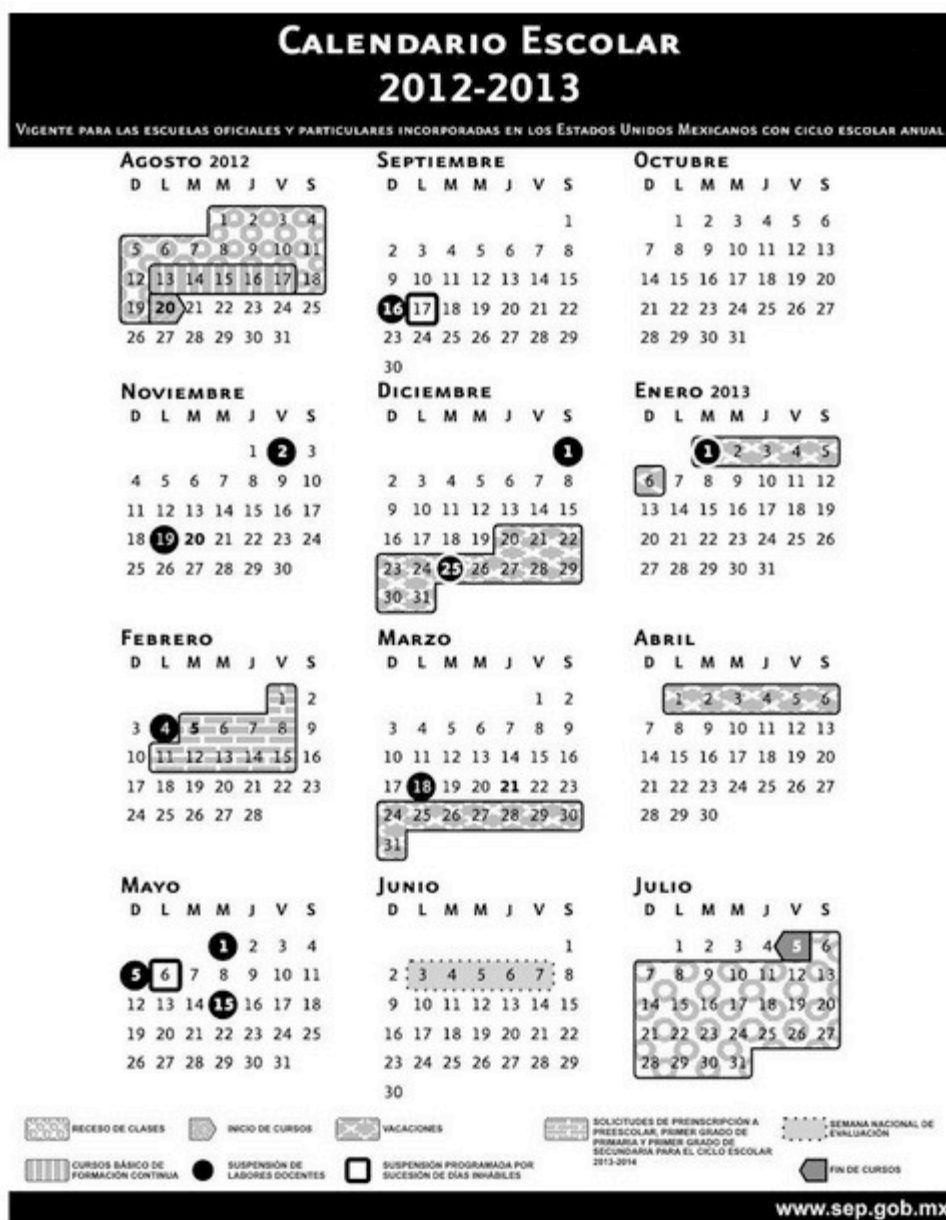 CALENDARIO ESCOLAR
2012-2013
VIGENTE PARA LAS ESCUELAS OFICIALES Y PARTICULARES INCORPORADAS EN LOS ESTADOS UNIDOS MEXICANOS CON CICLO ESCOLAR ANUAL
AGOSTO 2012
D L M M J V S
1 2 3 4
5 6 7 8 9 10 11
12 13 14 15 16 17 18
19 20 21 22 23 24 25
26 27 28 29 30 31
SEPTIEMBRE
D L M M J V S
1
2 3 4 5 6 7 8
9 10 11 12 13 14 15
16 17 18 19 20 21 22
23 24 25 26 27 28 29
30
OCTUBRE
D L M M J V S
1 2 3 4 5 6
7 8 9 10 11 12 13
14 15 16 17 18 19 20
21 22 23 24 25 26 27
28 29 30 31
NOVIEMBRE
D L M M J V S
1 2 3
4 5 6 7 8 9 10
11 12 13 14 15 16 17
18 19 20 21 22 23 24
25 26 27 28 29 30
DICIEMBRE
D L M M J V S
1
2 3 4 5 6 7 8
9 10 11 12 13 14 15
16 17 18 19 20 21 22
23 24 25 26 27 28 29
30 31
ENERO 2013
D L M M J V S
1 2 3 4 5
6 7 8 9 10 11 12
13 14 15 16 17 18 19
20 21 22 23 24 25 26
27 28 29 30 31
FEBRERO
D L M M J V S
1 2
3 4 5 6 7 8 9
10 11 12 13 14 15 16
17 18 19 20 21 22 23
24 25 26 27 28
MARZO
D L M M J V S
1 2
3 4 5 6 7 8 9
10 11 12 13 14 15 16
17 18 19 20 21 22 23
24 25 26 27 28 29 30
31
ABRIL
D L M M J V S
1 2 3 4 5 6
7 8 9 10 11 12 13
14 15 16 17 18 19 20
21 22 23 24 25 26 27
28 29 30
MAYO
D L M M J V S
1 2 3 4
5 6 7 8 9 10 11
12 13 14 15 16 17 18
19 20 21 22 23 24 25
26 27 28 29 30 31
JUNIO
D L M M J V S
1
2 3 4 5 6 7 8
9 10 11 12 13 14 15
16 17 18 19 20 21 22
23 24 25 26 27 28 29
30
JULIO
D L M M J V S
1 2 3 4 5 6
7 8 9 10 11 12 13
14 15 16 17 18 19 20
21 22 23 24 25 26 27
28 29 30 31
RECESO DE CLASES
INICIO DE CURSOS
VACACIONES
SOLICITUDES DE PREINSCRIPCIÓN A
PREESCOLAR, PRIMER GRADO DE
PRIMARIA Y PRIMER GRADO DE
SECUNDARIA PARA EL CICLO ESCOLAR
2013-2014
SEMANA NACIONAL DE
EVALUACIÓN
CURSOS BÁSICO DE
FORMACIÓN CONTINUA
SUSPENSIÓN DE
LABORES DOCENTES
SUSPENSIÓN PROGRAMADA POR
SUCESIÓN DE DÍAS INHÁBILES
FIN DE CURSOS
www.sep.gob.mx